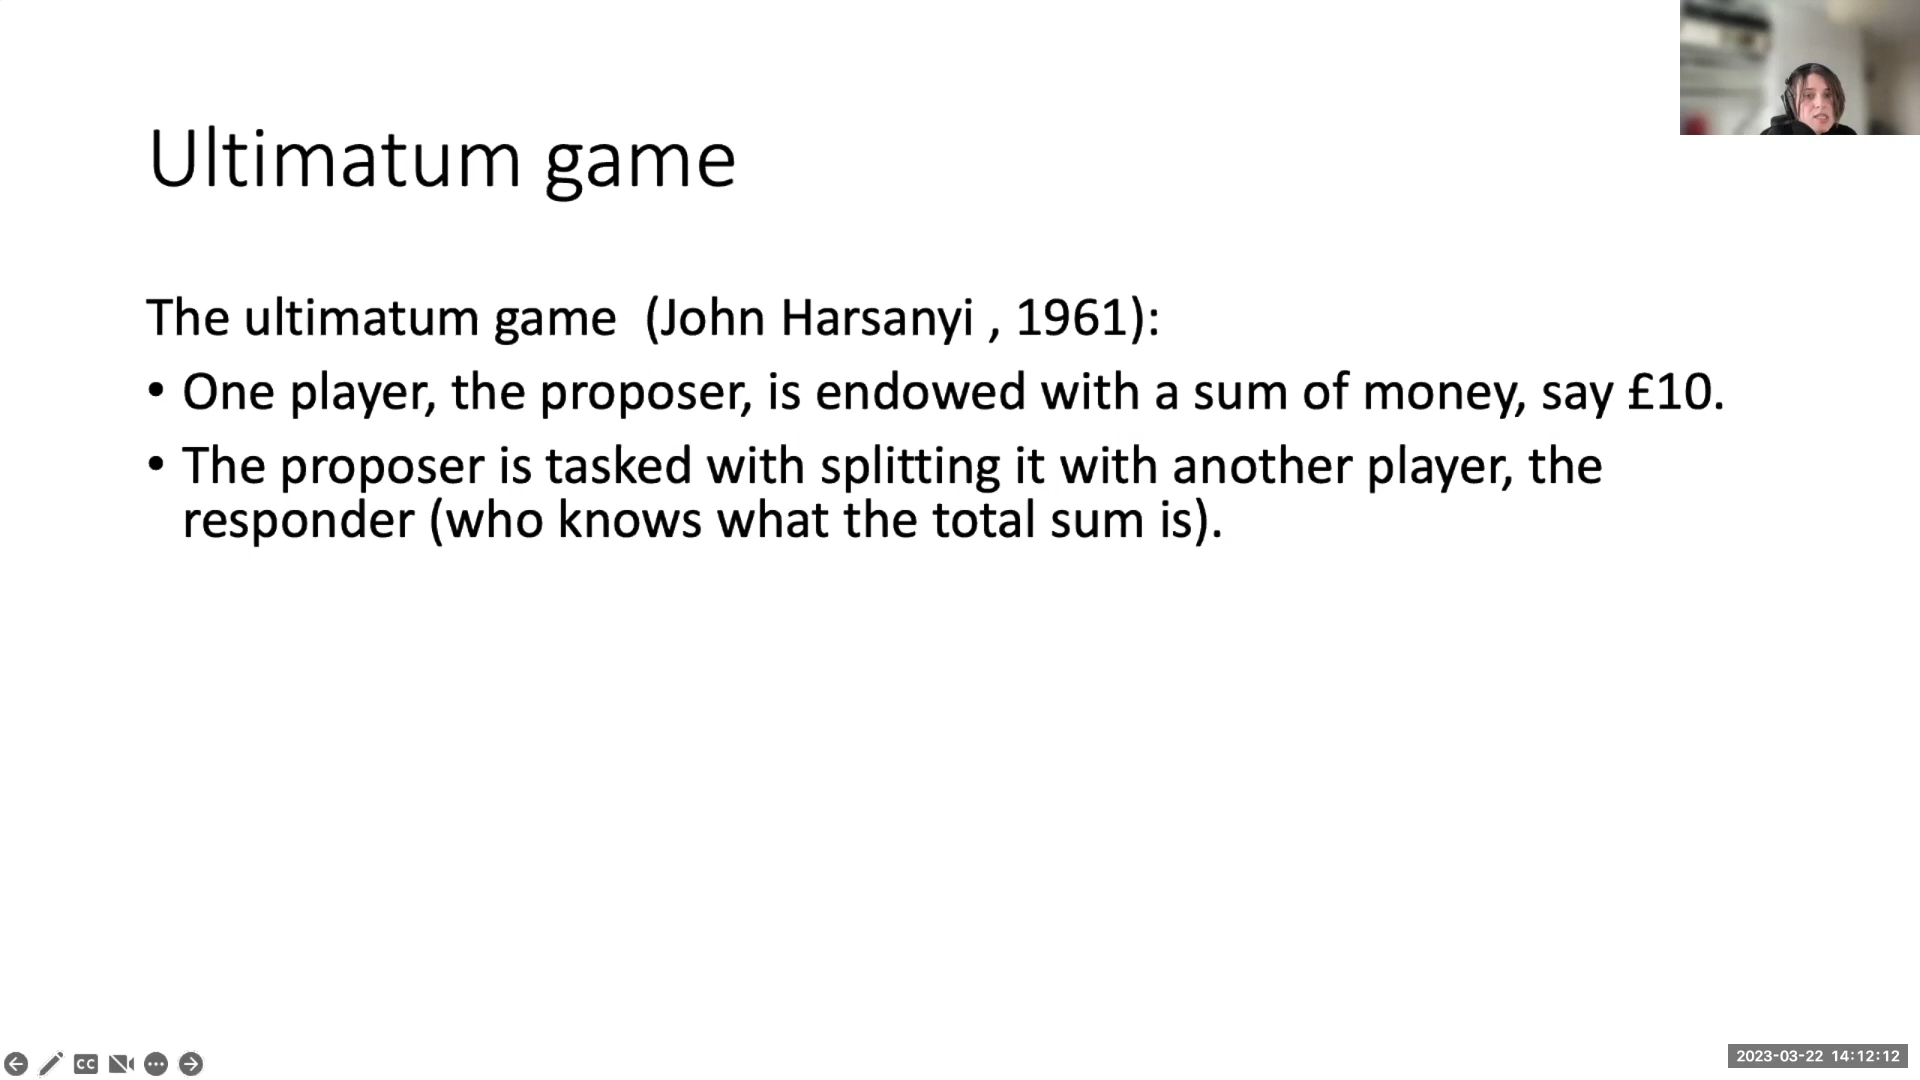 Ultimatum game
The ultimatum game  (John Harsanyi , 1961):
• One player, the proposer, is endowed with a sum of money, say £10.
• The proposer is tasked with splitting it with another player, the
responder (who knows what the total sum is).
CC
2023-03-22 14:12:12